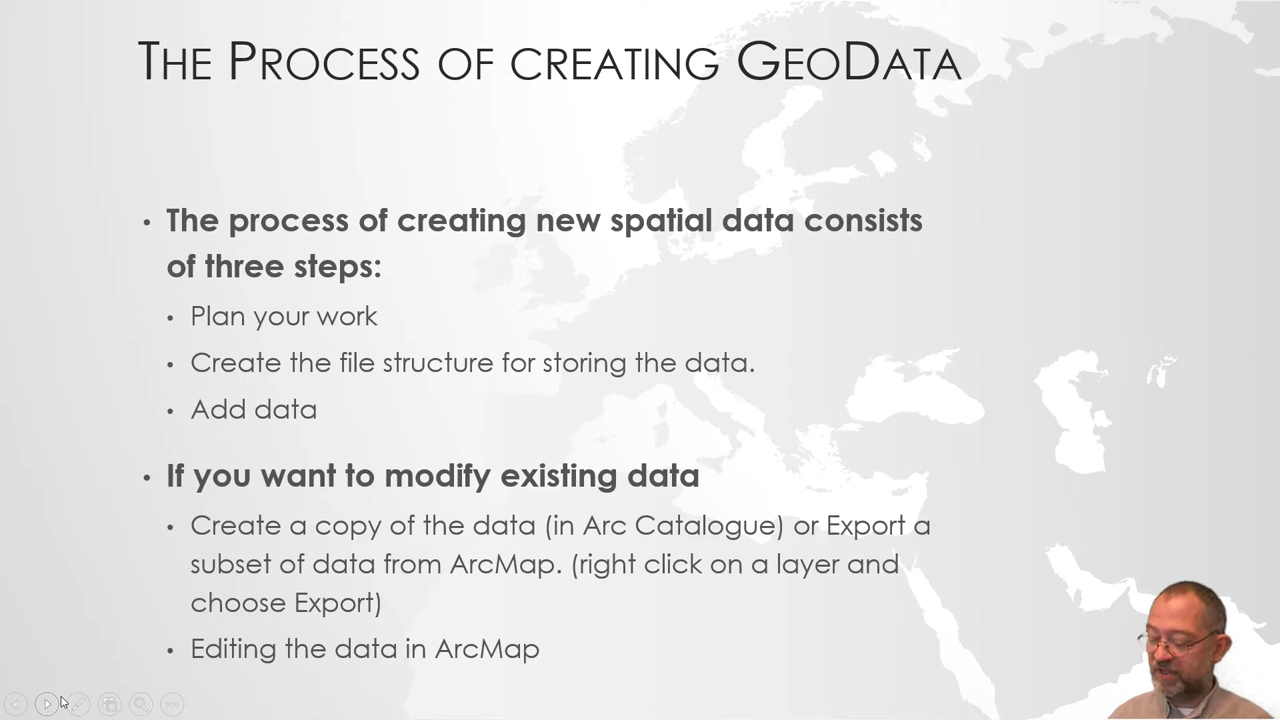 The Process of creating GeoData
• The process of creating new spatial data consists
of three steps:
• Plan your work
• Create the file structure for storing the data.
• Add data
• If you want to modify existing data
• Create a copy of the data (in Arc Catalogue) or Export a
subset of data from ArcMap. (right click on a layer and
choose Export)
• Editing the data in ArcMap